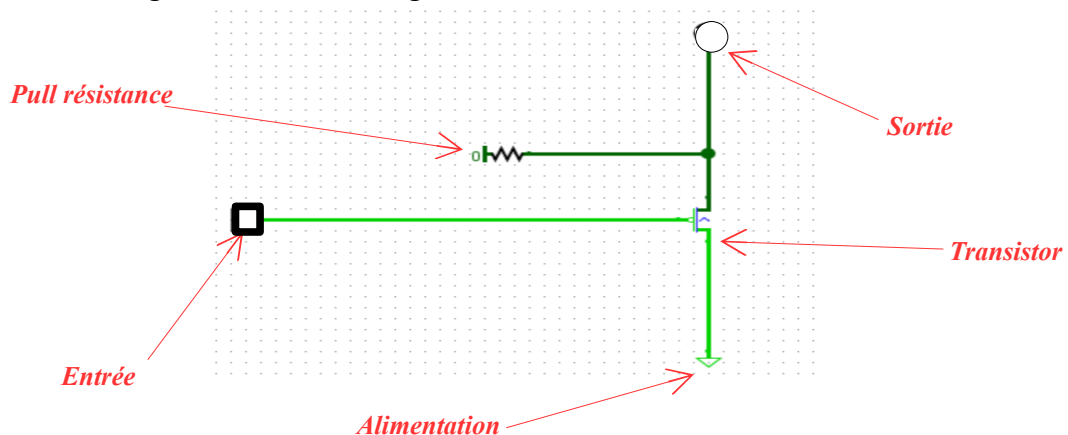 Pull résistance
Sortie
0
Transistor
Entrée
Alimentation